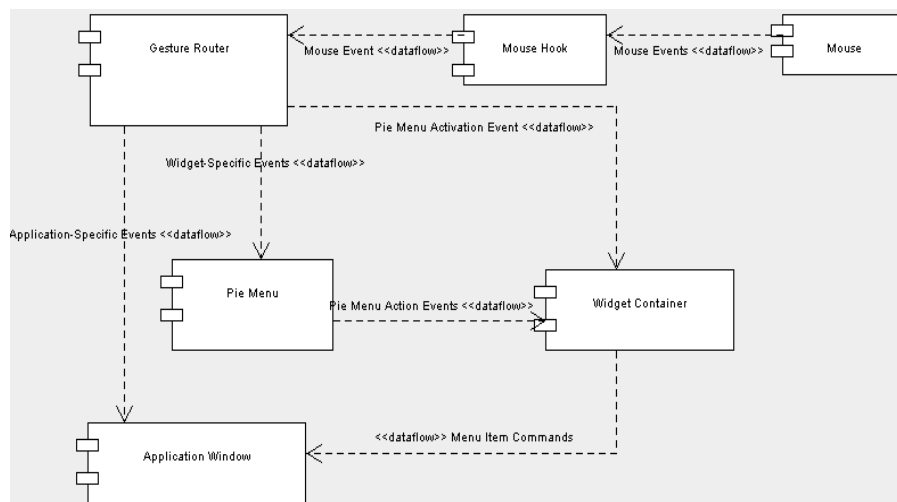 Gesture Router
Mouse Event <<dataflow>>
Mouse Hook
Mouse Events <<dataflow>>
Mouse
Pie Menu Activation Event <<dataflow>>
Widget-Specific Events <<dataflow>>
Application-Specific Events <<dataflow>>
Pie Menu
Pie Menu Action Events <<dataflow>>
Widget Container
<<dataflow>> Menu Item Commands
Application Window